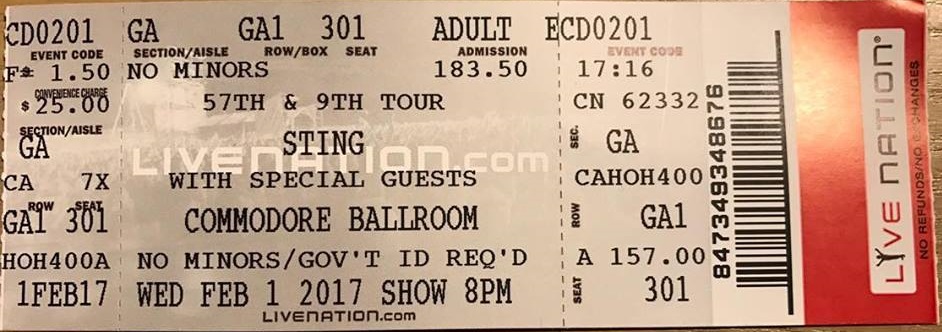 CD0201 GA GA1 301 ADULT ECD0201
EVENT CODE SECTION/AISLE ROW/BOX SEAT ADMISSION EVENT CODE
1.50 NO MINORS 183.50 17:16
CONVENIENCE CHARGE
$ 25.00 57TH & 9TH TOUR CN 62332
SECTION/AISLE SEC.
GA STING GA
LIVENATION.com
CA 7X WITH SPECIAL GUESTS CAHOH400
ROW SEAT ROW
GA1 301 COMMODORE BALLROOM GA1
HOH400A NO MINORS/GOV'T ID REQ'D A 157.00
1FEB17 WED FEB 1 2017 SHOW 8PM SEAT 301
LIVENATION.com
847349348676
LIVE NATION
NO REFUNDS/NO EXCHANGES